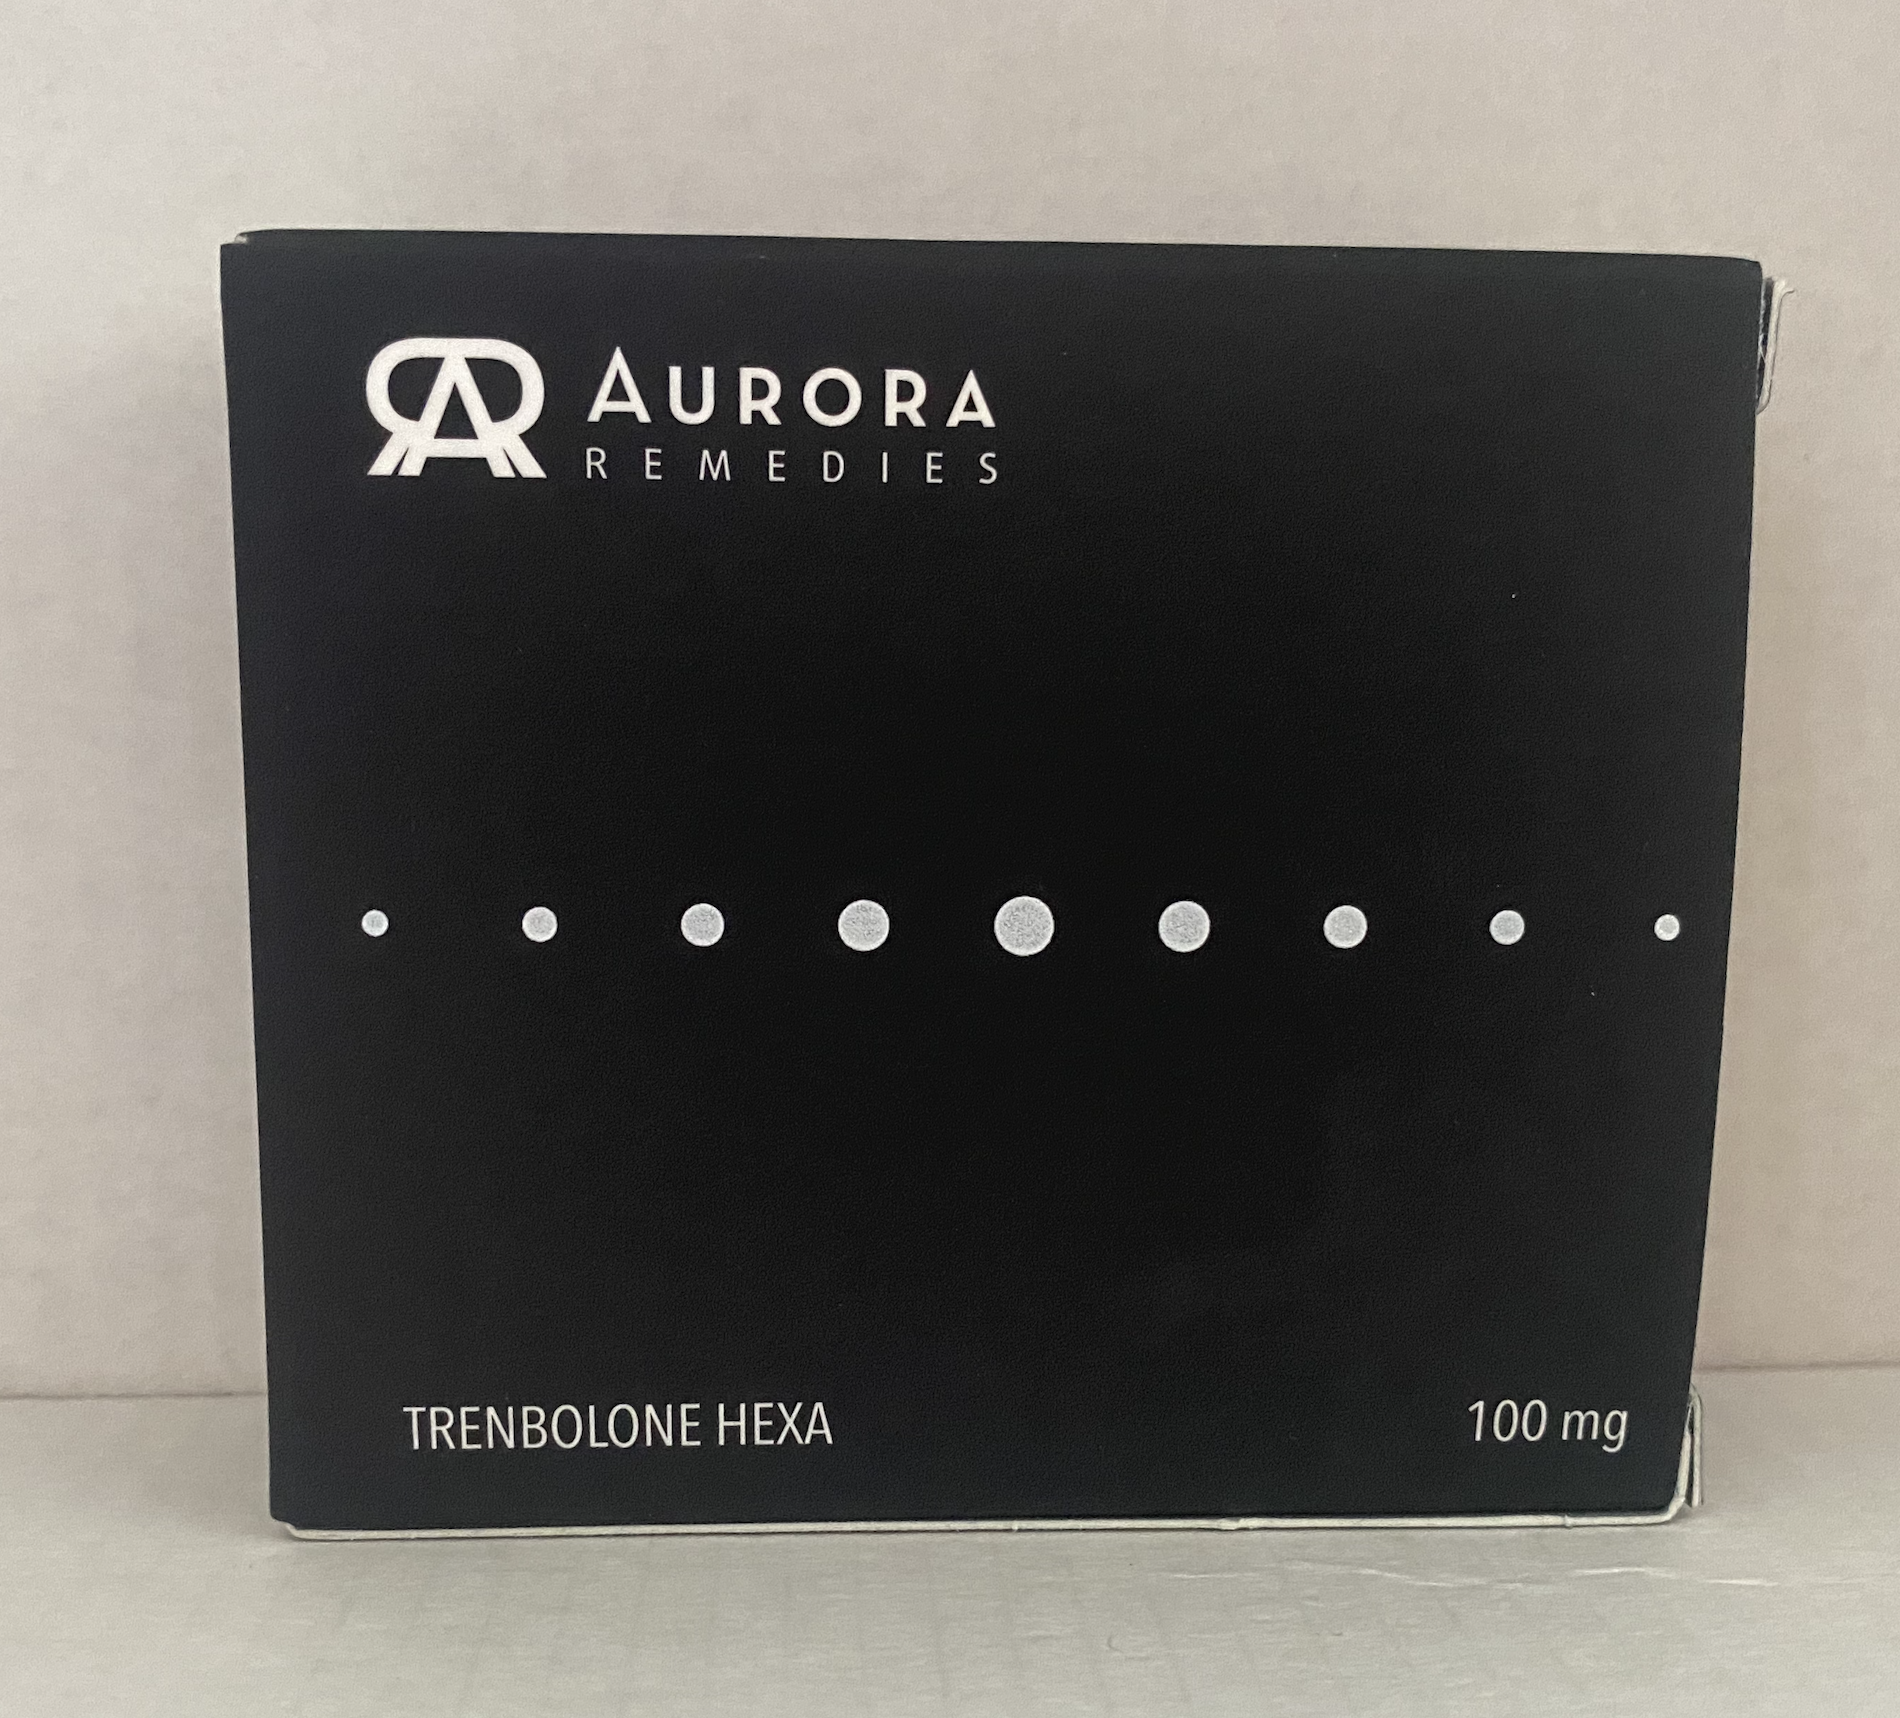 AURORA
REMEDIES
TRENBOLONE HEXA
100 mg